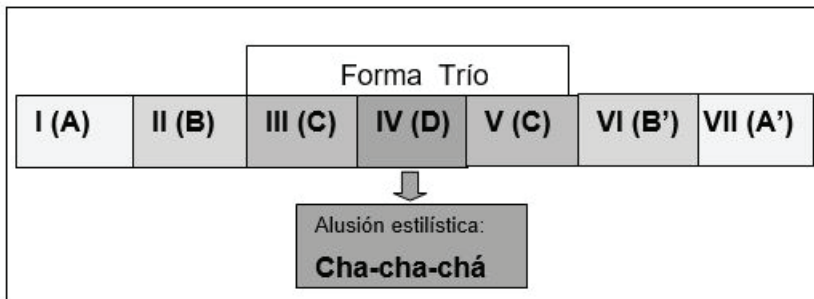 Forma Trío
I (A) II (B) III (C) IV (D) V (C) VI (B’) VII (A’)
Alusión estilística:
Cha-cha-chá